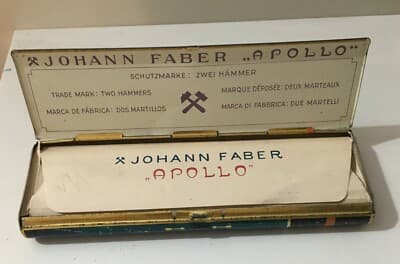 JOHANN FABER „APOLLO"
SCHUTZMARKE: ZWEI HÄMMER
TRADE MARK: TWO HAMMERS
MARCA DE FÁBRICA: DOS MARTILLOS
MARQUE DÉPOSÉE: DEUX MARTEAUX
MARCA DI FABBRICA: DUE MARTELLI
JOHANN FABER
„APOLLO"